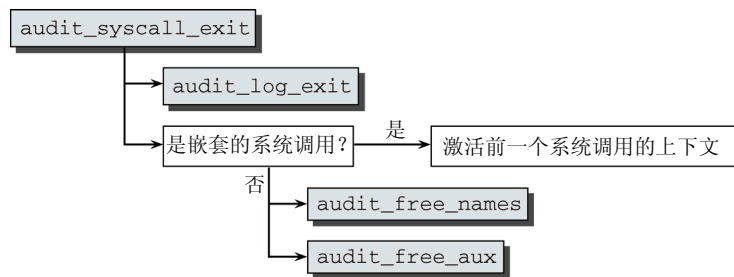 audit_syscall_exit
audit_log_exit
是嵌套的系统调用?
是
激活前一个系统调用的上下文
否
audit_free_names
audit_free_aux